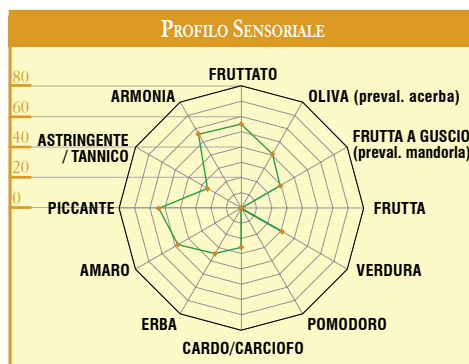 PROFILO SENSORIALE
80
60
40
20
0
FRUTTATO
OLIVA (preval. acerba)
FRUTTA A GUSCIO
(preval. mandorla)
FRUTTA
VERDURA
POMODORO
CARDO/CARCIOFO
ERBA
AMARO
PICCANTE
ASTRINGENTE
/ TANNICO
ARMONIA